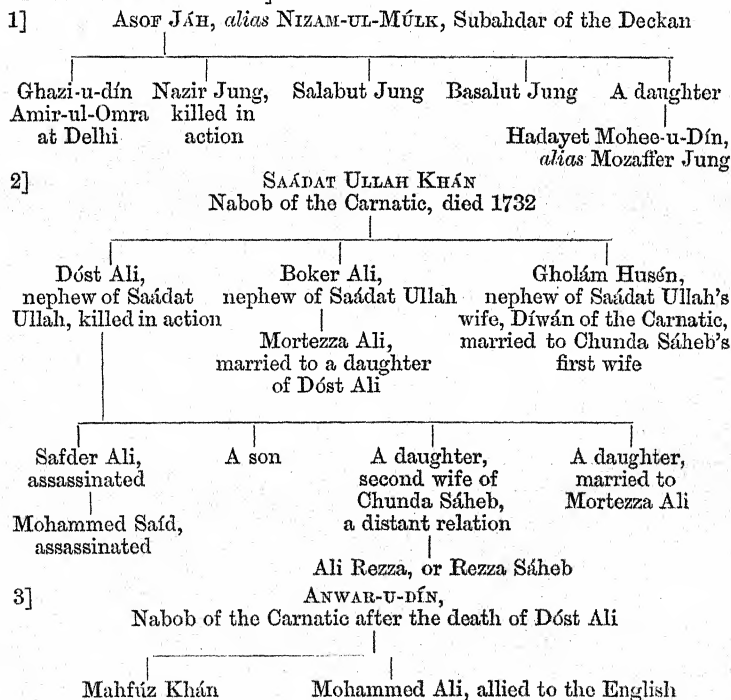 1] ASOF JÁH, alias NIZAM-UL-MÚLK, Subahdar of the Deckan
Ghazi-u-dín Nazir Jung, Salabut Jung Basalut Jung A daughter
Amir-ul-Omra killed in
at Delhi action Hadayet Mohee-u-Dín,
alias Mozaffer Jung
2] SAÁDAT ULLAH KHÁN
Nabob of the Carnatic, died 1732
Dóst Ali, Boker Ali, Gholám Husén,
nephew of Saádat nephew of Saádat Ullah nephew of Saádat Ullah's
Ullah, killed in action wife, Díwán of the Carnatic,
Mortezza Ali, married to Chunda Sáheb's
married to a daughter first wife
of Dóst Ali
Safder Ali, A son A daughter, A daughter,
assassinated second wife of married to
Chunda Sáheb, Mortezza Ali
Mohammed Saíd, a distant relation
assassinated
Ali Rezza, or Rezza Sáheb
3] ANWAR-U-DÍN,
Nabob of the Carnatic after the death of Dóst Ali
Mahfúz Khán Mohammed Ali, allied to the English